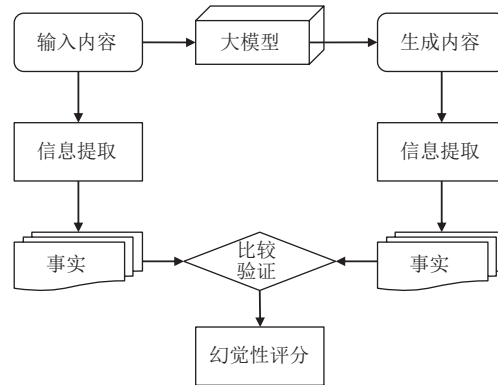 输入内容
大模型
生成内容
信息提取
信息提取
事实
比较
验证
事实
幻觉性评分